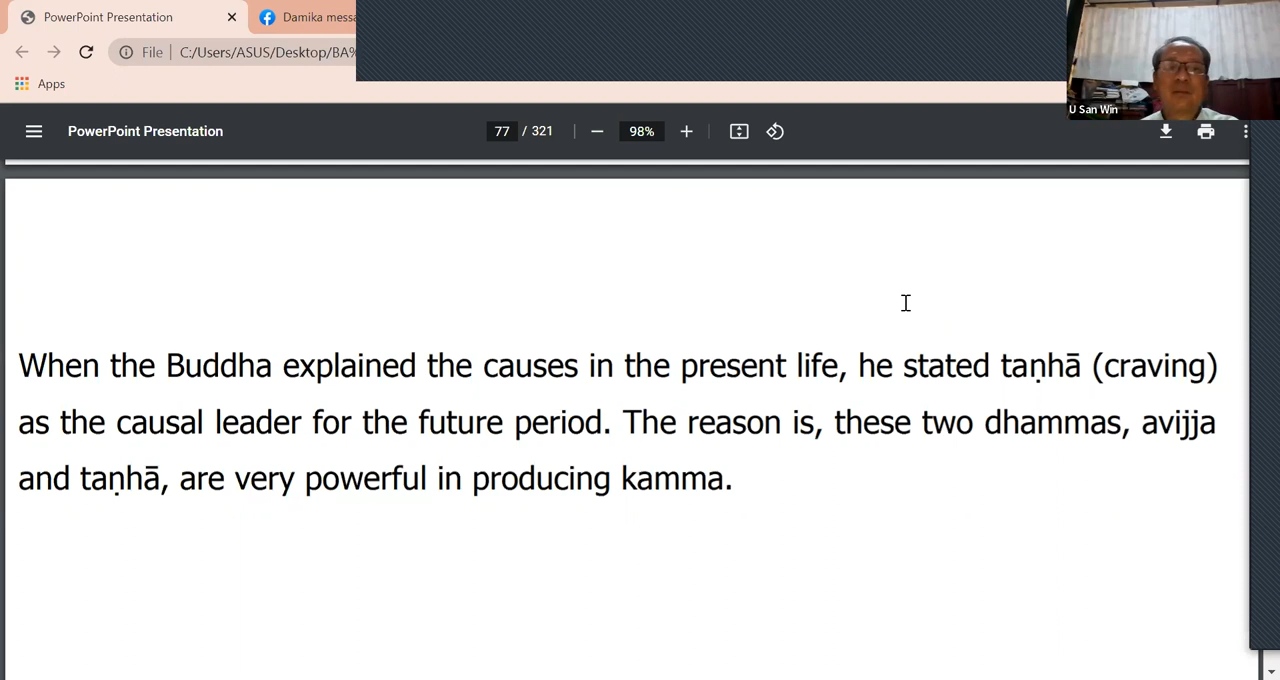 PowerPoint Presentation
Damika messa
File
C:/Users/ASUS/Desktop/BA%
Apps
U San Win
PowerPoint Presentation
77 / 321
98%
When the Buddha explained the causes in the present life, he stated taṇhā (craving)
as the causal leader for the future period. The reason is, these two dhammas, avijja
and taṇhā, are very powerful in producing kamma.